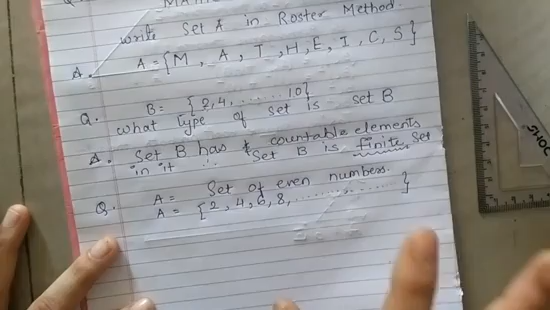 write Set A in Roster Method.
A. A = {M, A, T, H, E, I, C, S}
Q. B = {2, 4, ........ 10}
what type of set is set B
A. Set B has countable elements
in it ∴ Set B is finite set
Q. A = Set of even numbers.
A = {2, 4, 6, 8, ..................}